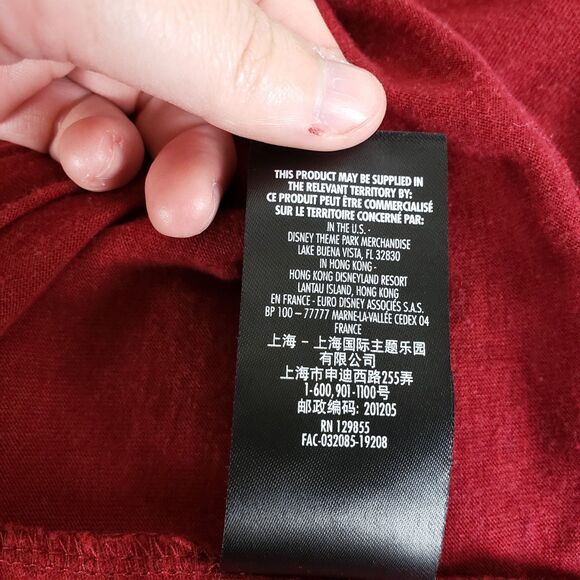 THIS PRODUCT MAY BE SUPPLIED IN
THE RELEVANT TERRITORY BY:
CE PRODUIT PEUT ÊTRE COMMERCIALISÉ
SUR LE TERRITOIRE CONCERNÉ PAR:
IN THE U.S. -
DISNEY THEME PARK MERCHANDISE
LAKE BUENA VISTA, FL 32830
IN HONG KONG -
HONG KONG DISNEYLAND RESORT
LANTAU ISLAND, HONG KONG
EN FRANCE - EURO DISNEY ASSOCIÉS S.A.S.
BP 100 – 77777 MARNE-LA-VALLÉE CEDEX 04
FRANCE
上海 – 上海国际主题乐园
有限公司
上海市申迪西路255弄
1-600, 901-1100号
邮政编码: 201205
RN 129855
FAC-032085-19208